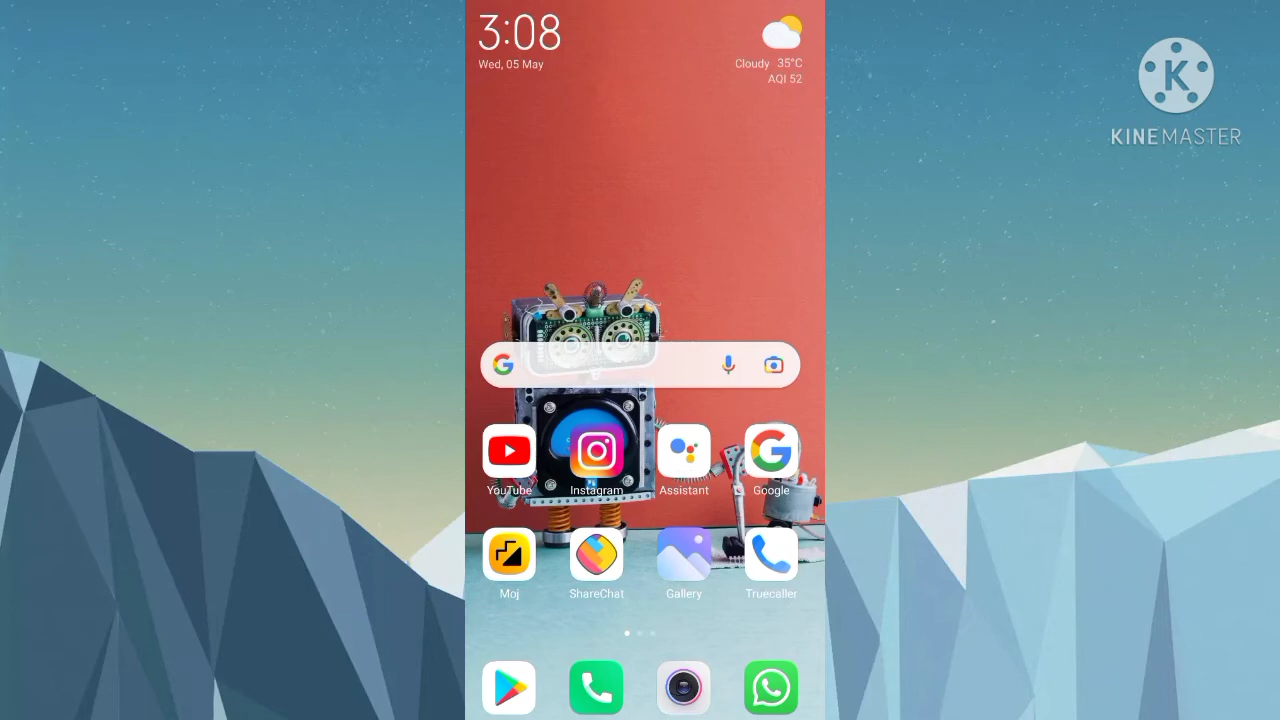 3:08
Wed, 05 May
Cloudy 35°C
AQI 52
K
KINEMASTER
YouTube
Instagram
Assistant
Google
Moj
ShareChat
Gallery
Truecaller